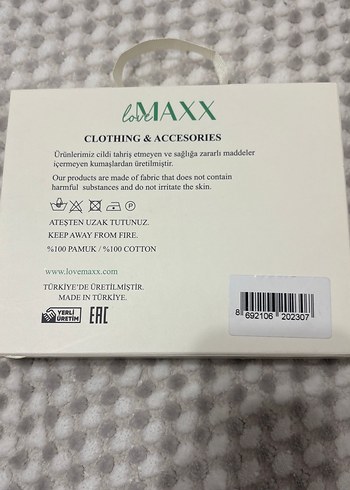 loveMAXX
CLOTHING & ACCESORIES
Ürünlerimiz cildi tahriş etmeyen ve sağlığa zararlı maddeler
içermeyen kumaşlardan üretilmiştir.
Our products are made of fabric that does not contain
harmful substances and do not irritate the skin.
P
ATEŞTEN UZAK TUTUNUZ.
KEEP AWAY FROM FIRE.
%100 PAMUK / %100 COTTON
www.lovemaxx.com
TÜRKİYE'DE ÜRETİLMİŞTİR.
MADE IN TÜRKİYE.
YERLİ
ÜRETİM
EAC
8 692106 202307